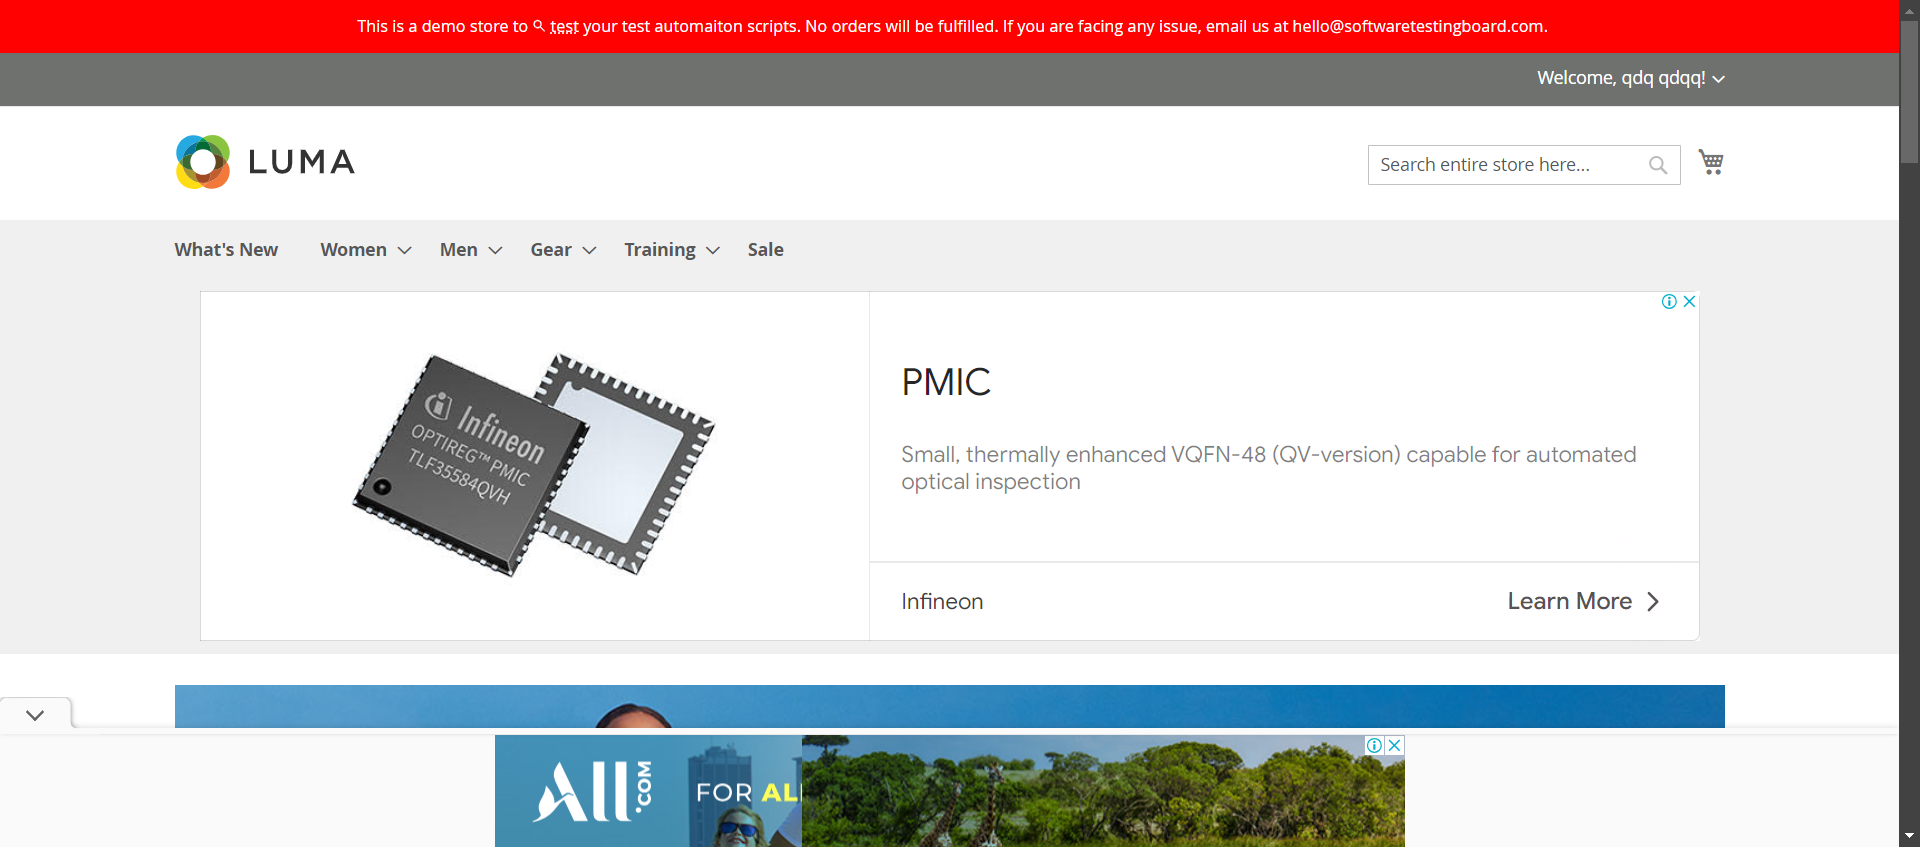 This is a demo store to test your test automaiton scripts. No orders will be fulfilled. If you are facing any issue, email us at hello@softwaretestingboard.com.
Welcome, qdq qdqq!
LUMA
Search entire store here...
What's New Women Men Gear Training Sale
infineon
OPTIREG™ PMIC
TLF35584QVH
PMIC
Small, thermally enhanced VQFN-48 (QV-version) capable for automated
optical inspection
Infineon
Learn More
ALL.COM
FOR ALL